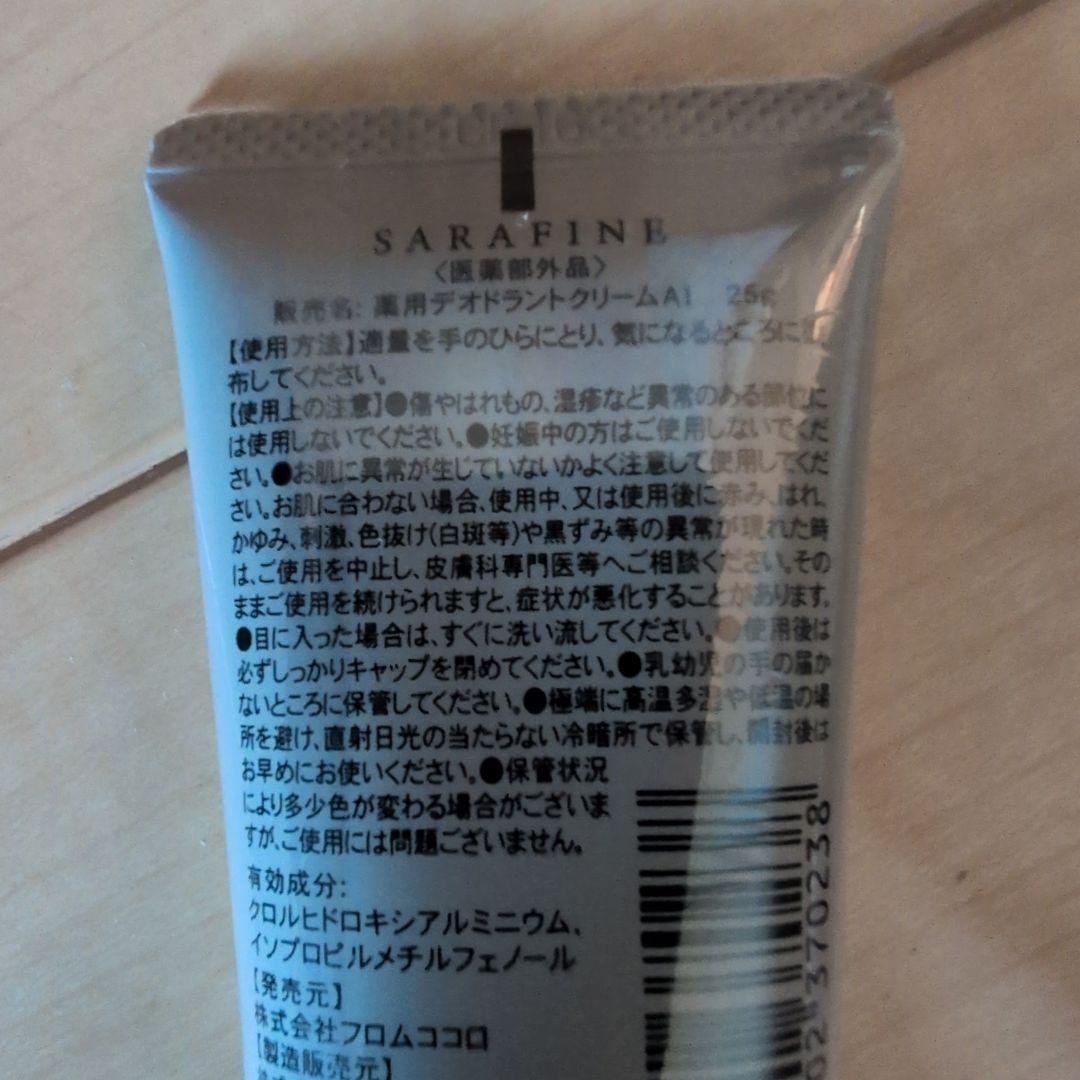 SARAFINE
〈医薬部外品〉
販売名: 薬用デオドラントクリームA1 25g
【使用方法】適量を手のひらにとり、気になるところに塗
布してください。
【使用上の注意】●傷やはれもの、湿疹など異常のある部位に
は使用しないでください。●妊娠中の方はご使用しないでくだ
さい。●お肌に異常が生じていないかよく注意して使用してくだ
さい。お肌に合わない場合、使用中、又は使用後に赤み、はれ、
かゆみ、刺激、色抜け(白斑等)や黒ずみ等の異常が現れた時
は、ご使用を中止し、皮膚科専門医等へご相談ください。その
ままご使用を続けられますと、症状が悪化することがあります。
●目に入った場合は、すぐに洗い流してください。●使用後は
必ずしっかりキャップを閉めてください。●乳幼児の手の届か
ないところに保管してください。●極端に高温多湿や低温の場
所を避け、直射日光の当たらない冷暗所で保管し、開封後は
お早めにお使いください。●保管状況
により多少色が変わる場合がございま
すが、ご使用には問題ございません。
有効成分:
クロルヒドロキシアルミニウム、
イソプロピルメチルフェノール
【発売元】
株式会社フロムココロ
【製造販売元】
02 370238